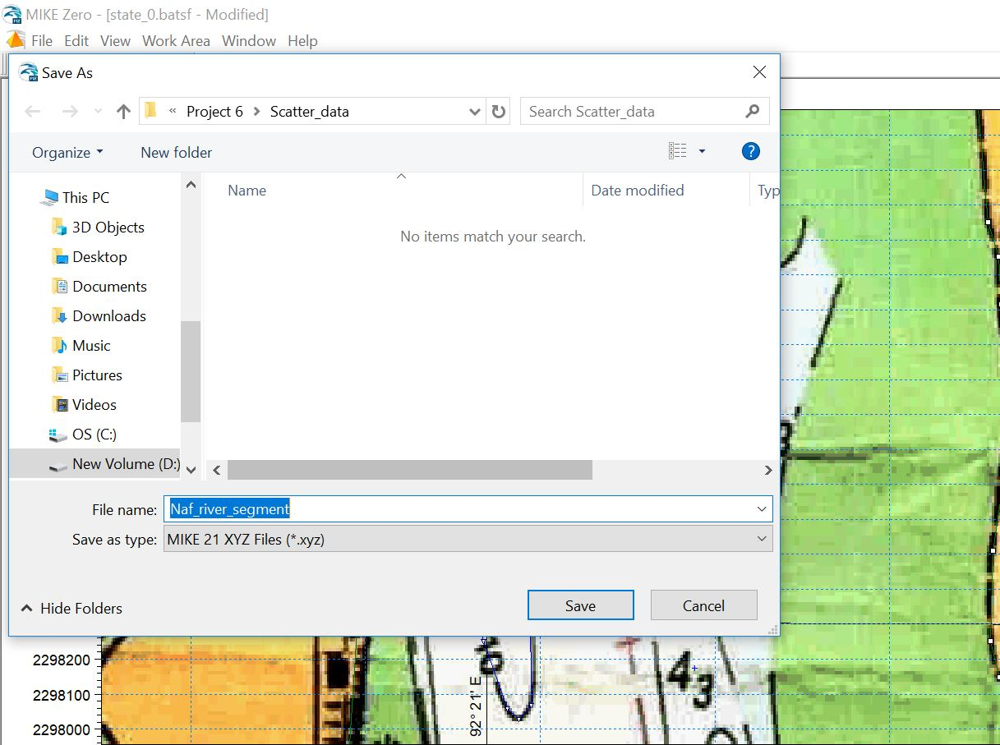 MIKE Zero - [state_0.batsf - Modified]
File Edit View Work Area Window Help
Save As
« Project 6 > Scatter_data
Search Scatter_data
Organize New folder
?
Name Date modified Typ
This PC
No items match your search.
3D Objects
Desktop
Documents
Downloads
Music
Pictures
Videos
OS (C:)
New Volume (D:)
File name: Naf_river_segment
Save as type: MIKE 21 XYZ Files (*.xyz)
Hide Folders
Save Cancel
2298200
2298100
2298000
92° 21' E
43